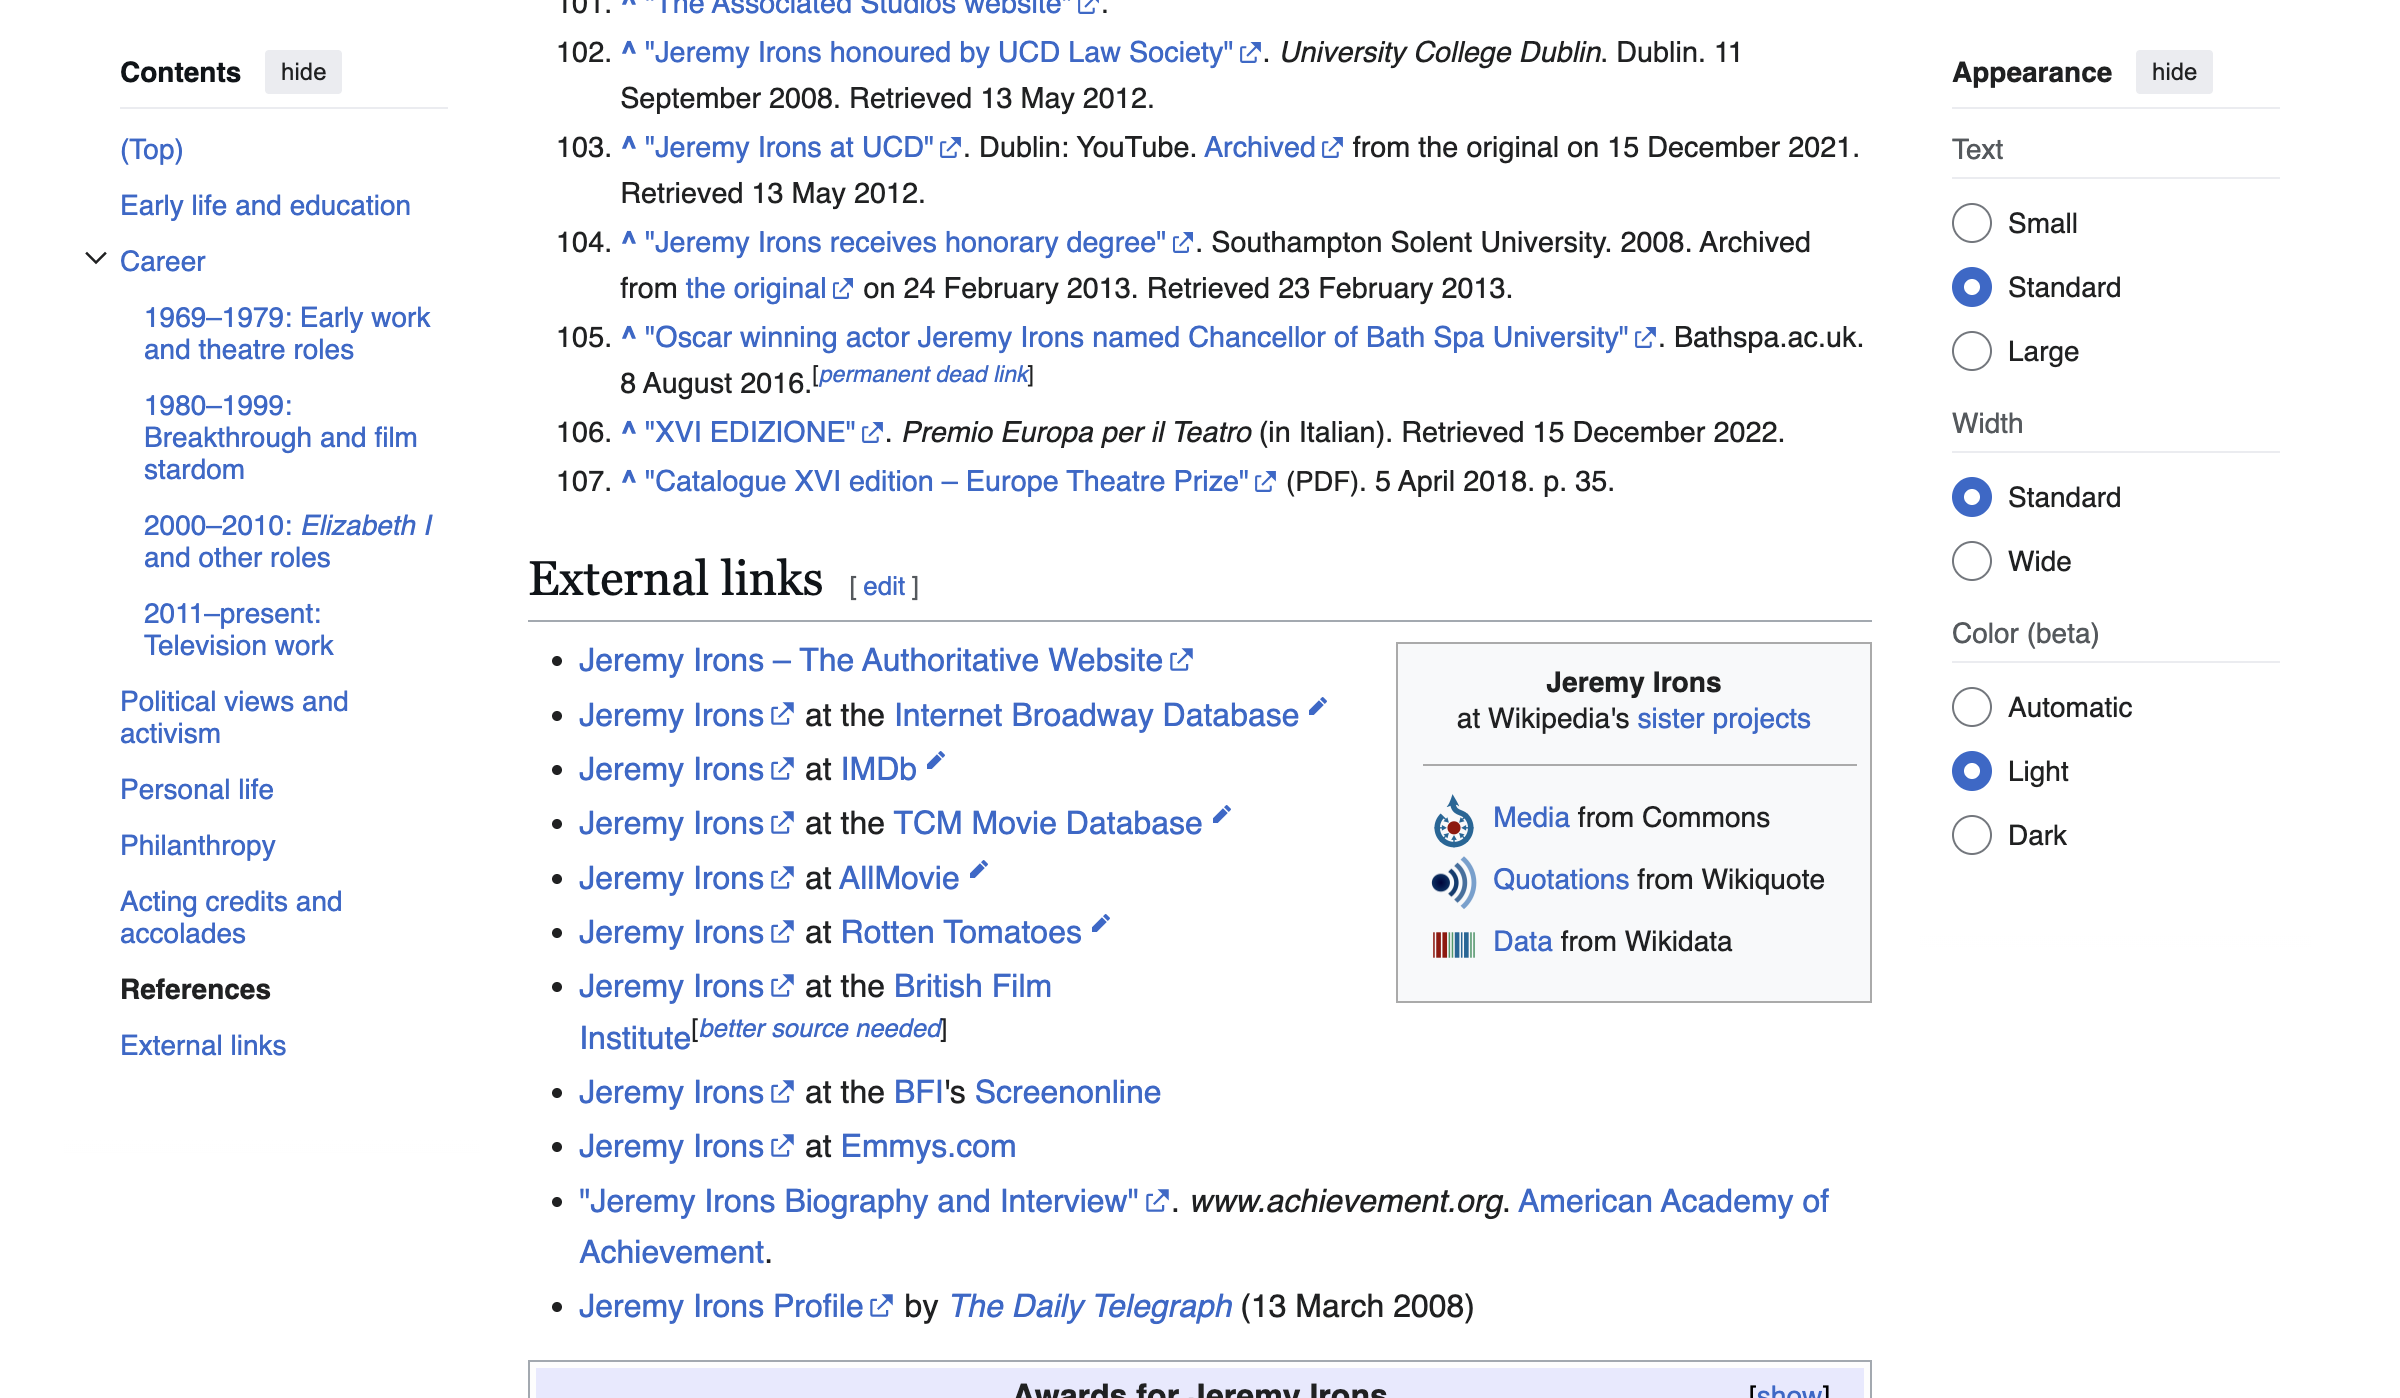 Contents hide
(Top)
Early life and education
Career
1969–1979: Early work
and theatre roles
1980–1999:
Breakthrough and film
stardom
2000–2010: Elizabeth I
and other roles
2011–present:
Television work
Political views and
activism
Personal life
Philanthropy
Acting credits and
accolades
References
External links
101. ^ "The Associated Studios website".
102. ^ "Jeremy Irons honoured by UCD Law Society". University College Dublin. Dublin. 11
September 2008. Retrieved 13 May 2012.
103. ^ "Jeremy Irons at UCD". Dublin: YouTube. Archived from the original on 15 December 2021.
Retrieved 13 May 2012.
104. ^ "Jeremy Irons receives honorary degree". Southampton Solent University. 2008. Archived
from the original on 24 February 2013. Retrieved 23 February 2013.
105. ^ "Oscar winning actor Jeremy Irons named Chancellor of Bath Spa University". Bathspa.ac.uk.
8 August 2016.[permanent dead link]
106. ^ "XVI EDIZIONE". Premio Europa per il Teatro (in Italian). Retrieved 15 December 2022.
107. ^ "Catalogue XVI edition – Europe Theatre Prize" (PDF). 5 April 2018. p. 35.
External links [ edit ]
• Jeremy Irons – The Authoritative Website
• Jeremy Irons at the Internet Broadway Database
• Jeremy Irons at IMDb
• Jeremy Irons at the TCM Movie Database
• Jeremy Irons at AllMovie
• Jeremy Irons at Rotten Tomatoes
• Jeremy Irons at the British Film
Institute[better source needed]
• Jeremy Irons at the BFI's Screenonline
• Jeremy Irons at Emmys.com
• "Jeremy Irons Biography and Interview". www.achievement.org. American Academy of
Achievement.
• Jeremy Irons Profile by The Daily Telegraph (13 March 2008)
Jeremy Irons
at Wikipedia's sister projects
Media from Commons
Quotations from Wikiquote
Data from Wikidata
Awards for Jeremy Irons [show]
Appearance hide
Text
Small
Standard
Large
Width
Standard
Wide
Color (beta)
Automatic
Light
Dark